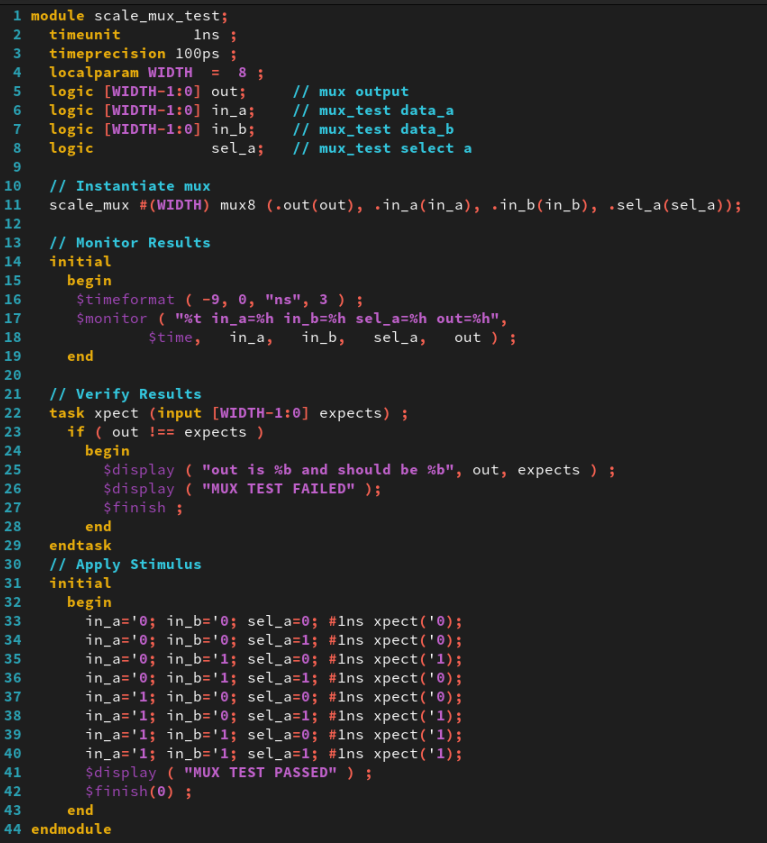 1 module scale_mux_test;
2   timeunit        1ns ;
3   timeprecision 100ps ;
4   localparam WIDTH  =  8 ;
5   logic [WIDTH-1:0] out;     // mux output
6   logic [WIDTH-1:0] in_a;    // mux_test data_a
7   logic [WIDTH-1:0] in_b;    // mux_test data_b
8   logic             sel_a;   // mux_test select a
9
10   // Instantiate mux
11   scale_mux #(WIDTH) mux8 (.out(out), .in_a(in_a), .in_b(in_b), .sel_a(sel_a));
12
13   // Monitor Results
14   initial
15     begin
16      $timeformat ( -9, 0, "ns", 3 ) ;
17      $monitor ( "%t in_a=%h in_b=%h sel_a=%h out=%h",
18              $time,   in_a,    in_b,   sel_a,   out ) ;
19     end
20
21   // Verify Results
22   task xpect (input [WIDTH-1:0] expects) ;
23     if ( out !== expects )
24       begin
25         $display ( "out is %b and should be %b", out, expects ) ;
26         $display ( "MUX TEST FAILED" );
27         $finish ;
28       end
29   endtask
30   // Apply Stimulus
31   initial
32     begin
33       in_a='0; in_b='0; sel_a=0; #1ns xpect('0);
34       in_a='0; in_b='0; sel_a=1; #1ns xpect('0);
35       in_a='0; in_b='1; sel_a=0; #1ns xpect('1);
36       in_a='0; in_b='1; sel_a=1; #1ns xpect('0);
37       in_a='1; in_b='0; sel_a=0; #1ns xpect('0);
38       in_a='1; in_b='0; sel_a=1; #1ns xpect('1);
39       in_a='1; in_b='1; sel_a=0; #1ns xpect('1);
40       in_a='1; in_b='1; sel_a=1; #1ns xpect('1);
41       $display ( "MUX TEST PASSED" ) ;
42       $finish(0) ;
43     end
44 endmodule